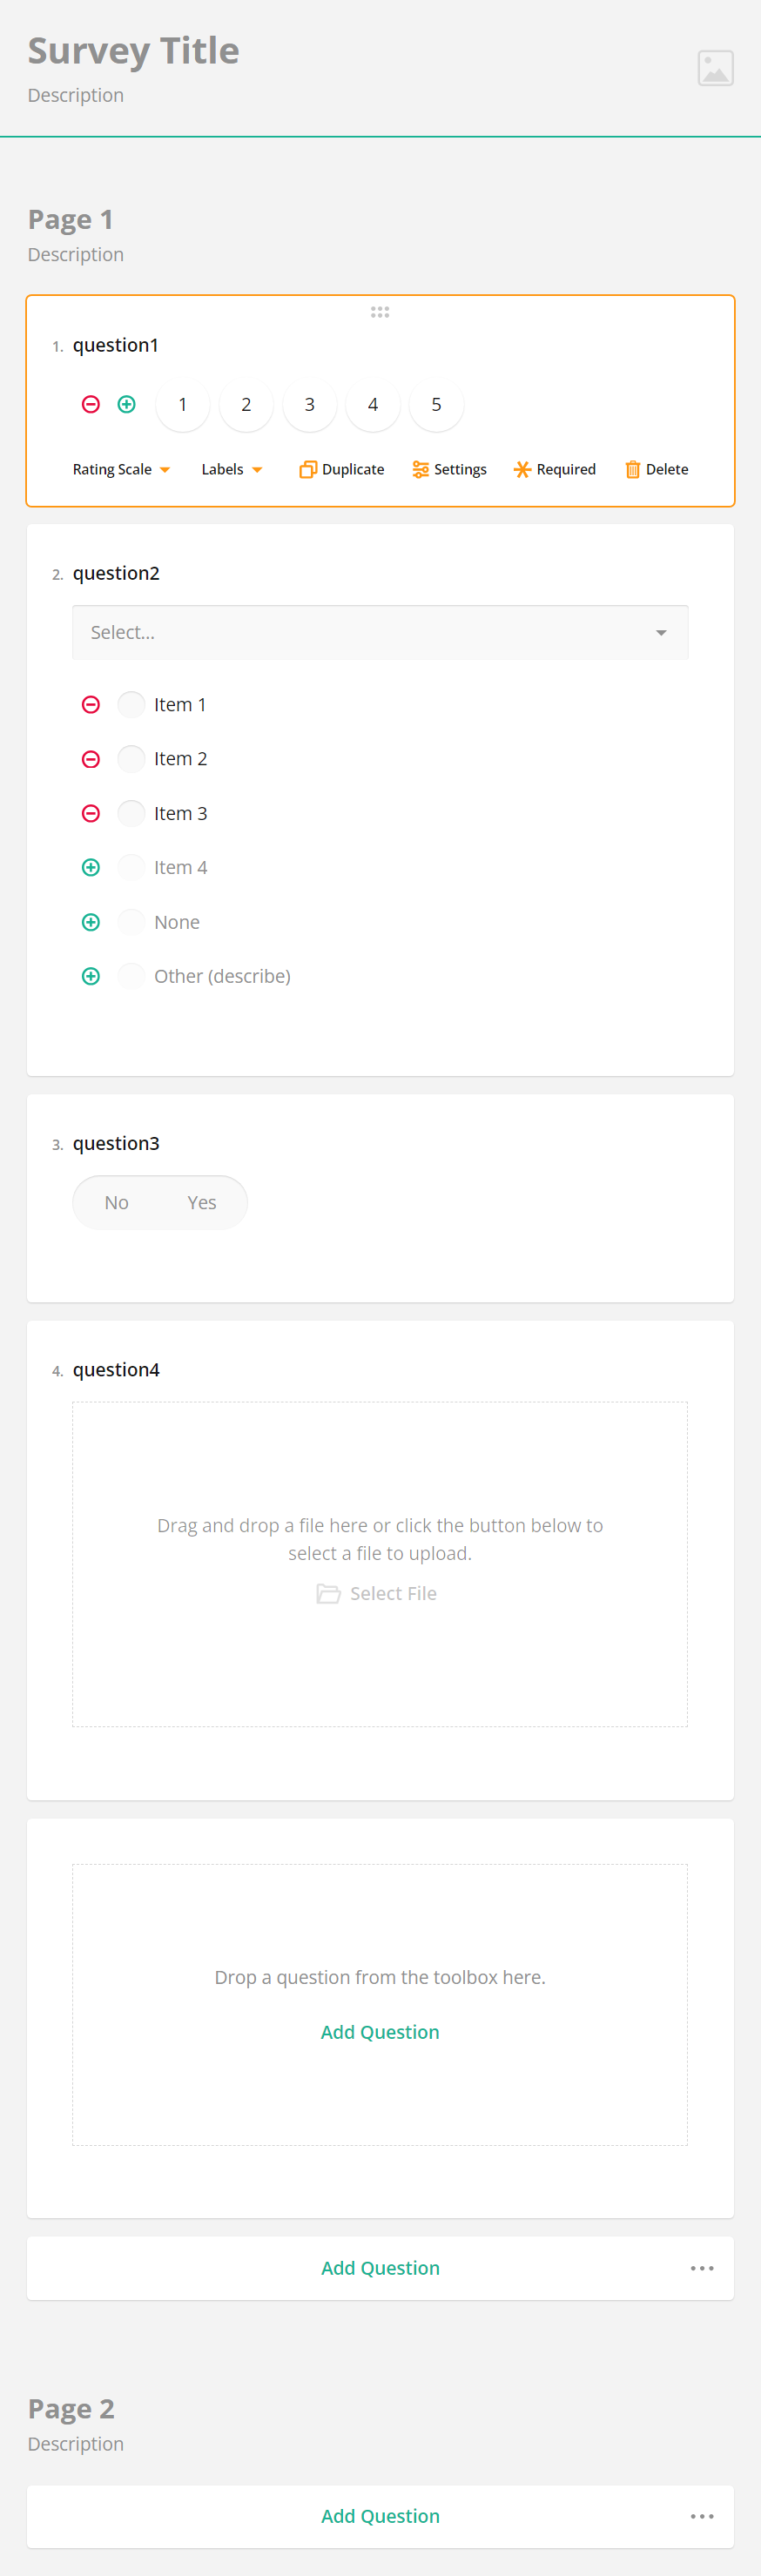 Survey Title
Description
Page 1
Description
1. question1
1 2 3 4 5
Rating Scale Labels Duplicate Settings Required Delete
2. question2
Select...
Item 1
Item 2
Item 3
Item 4
None
Other (describe)
3. question3
No Yes
4. question4
Drag and drop a file here or click the button below to
select a file to upload.
Select File
Drop a question from the toolbox here.
Add Question
Add Question
Page 2
Description
Add Question